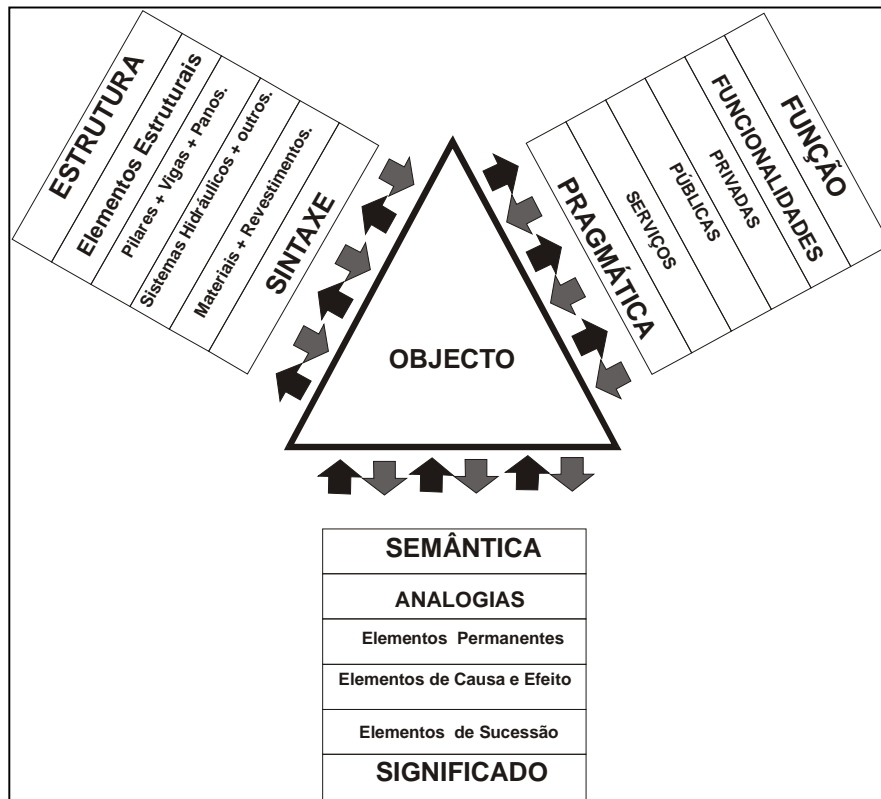 ESTRUTURA
Elementos Estruturais
Pilares + Vigas + Panos.
Sistemas Hidráulicos + outros.
Materiais + Revestimentos.
SINTAXE
FUNÇÃO
FUNCIONALIDADES
PRIVADAS
PÚBLICAS
SERVIÇOS
PRAGMÁTICA
OBJECTO
SEMÂNTICA
ANALOGIAS
Elementos Permanentes
Elementos de Causa e Efeito
Elementos de Sucessão
SIGNIFICADO